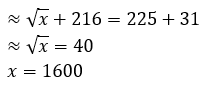 ≈ √x + 216 = 225 + 31
≈ √x = 40
x = 1600